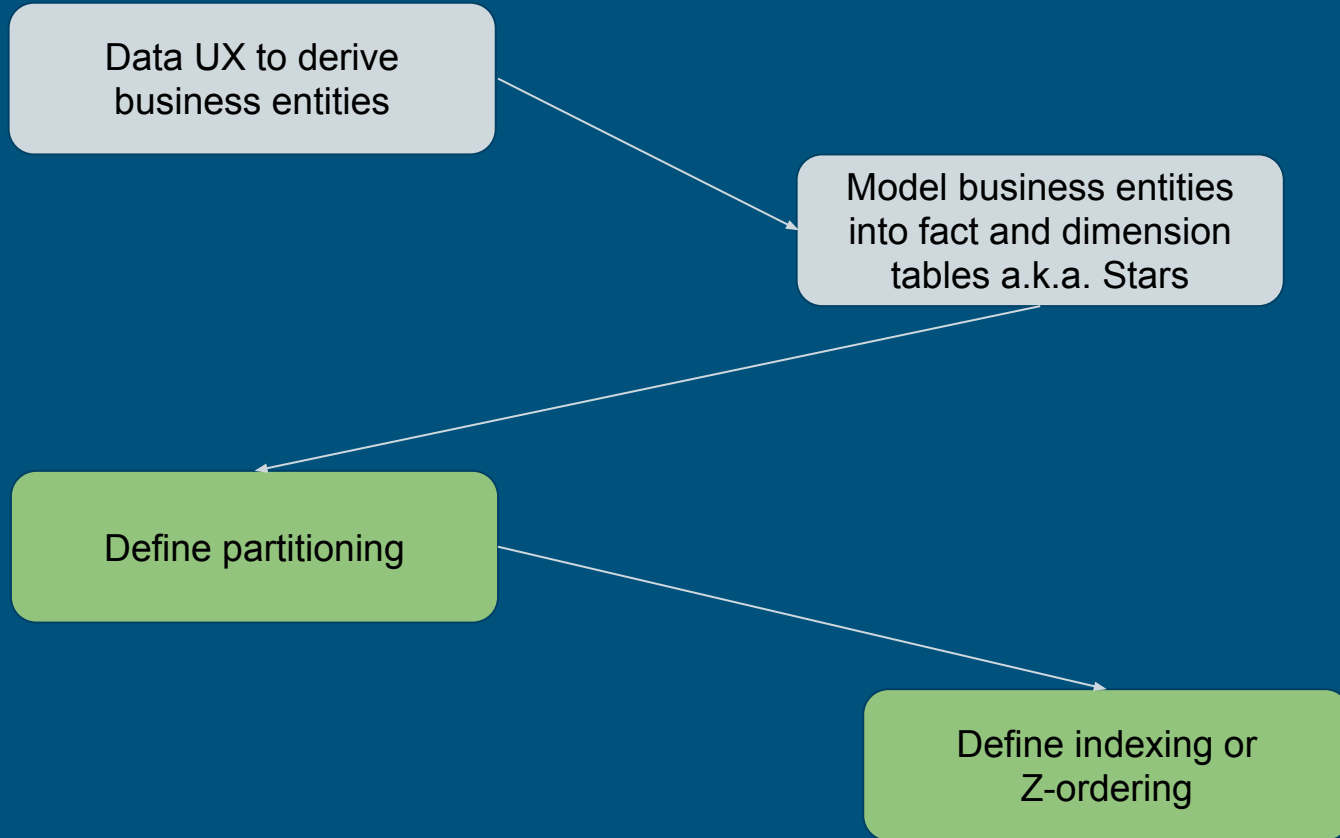 Data UX to derive
business entities
Model business entities
into fact and dimension
tables a.k.a. Stars
Define partitioning
Define indexing or
Z-ordering